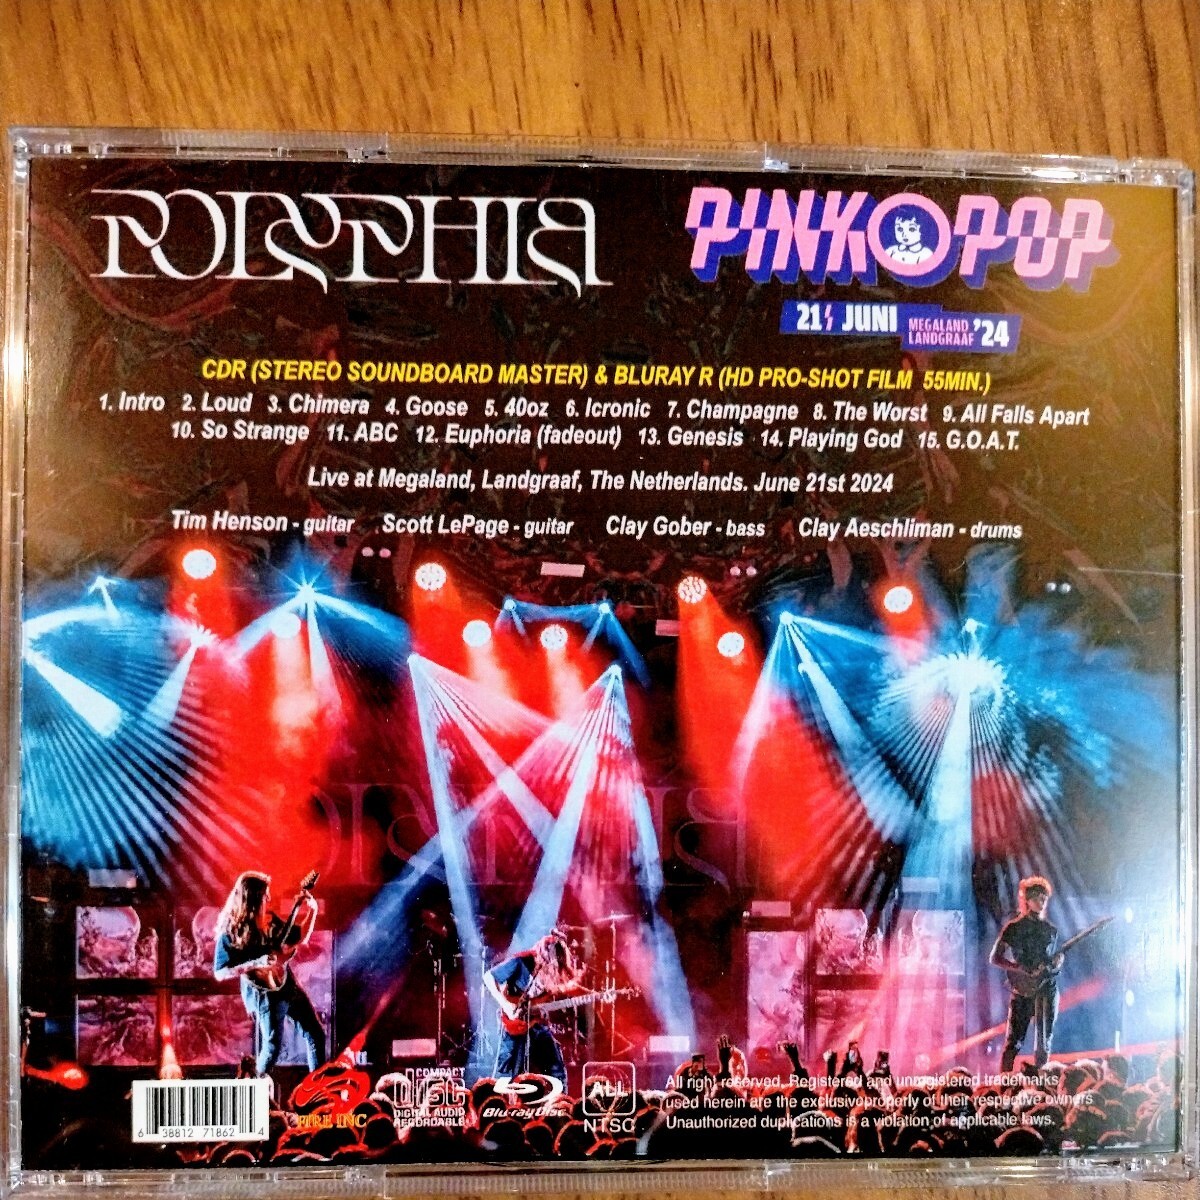 POLYPHIA
PINKPOP
21 JUNI MEGALAND LANDGRAAF '24
CDR (STEREO SOUNDBOARD MASTER) & BLURAY R (HD PRO-SHOT FILM 55MIN.)
1. Intro 2. Loud 3. Chimera 4. Goose 5. 40oz 6. Icronic 7. Champagne 8. The Worst 9. All Falls Apart
10. So Strange 11. ABC 12. Euphoria (fadeout) 13. Genesis 14. Playing God 15. G.O.A.T.
Live at Megaland, Landgraaf, The Netherlands. June 21st 2024
Tim Henson - guitar Scott LePage - guitar Clay Gober - bass Clay Aeschliman - drums
POLYPHIA
6 38812 71862 4
FIRE INC
COMPACT
disc
DIGITAL AUDIO
RECORDABLE
Blu-ray Disc
ALL
NTSC
All right reserved. Registered and unregistered trademarks
used herein are the exclusiveproperly of their respective owners
Unauthorized duplications is a violation of applicable laws.